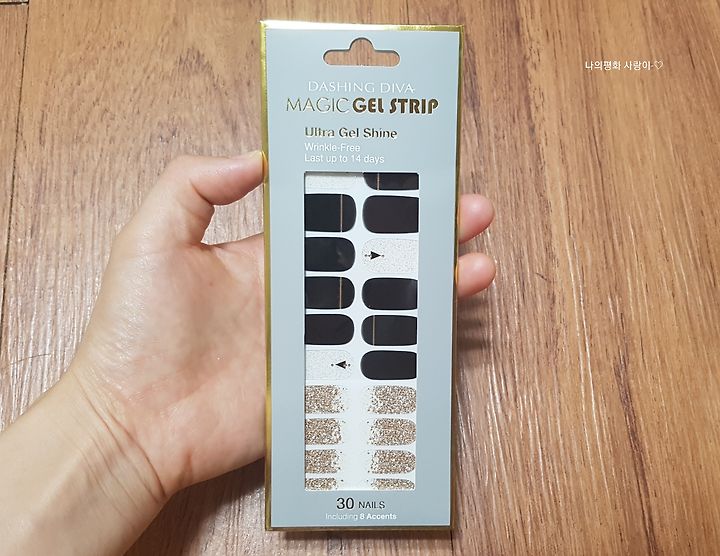 나의평화 사랑이-♡
DASHING DIVA
MAGIC GEL STRIP
Ultra Gel Shine
Wrinkle-Free
Last up to 14 days
30 NAILS
Including 8 Accents